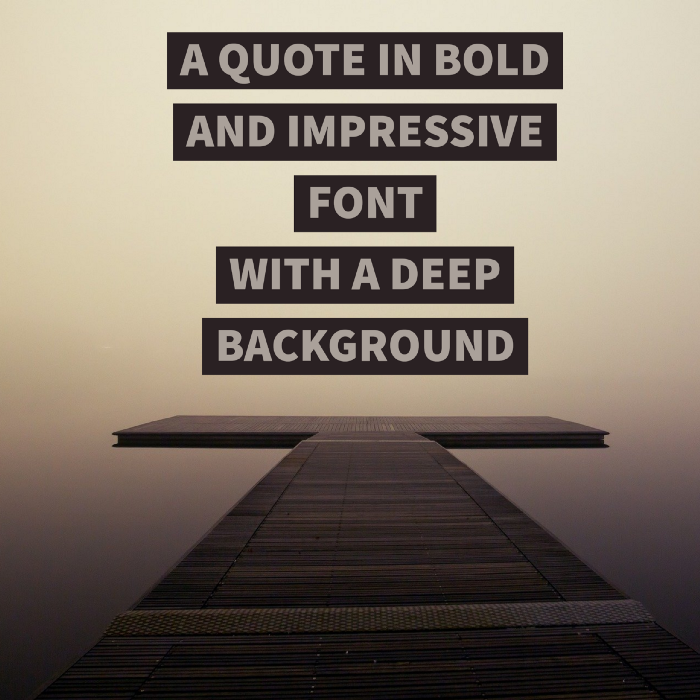 A QUOTE IN BOLD
AND IMPRESSIVE
FONT
WITH A DEEP
BACKGROUND